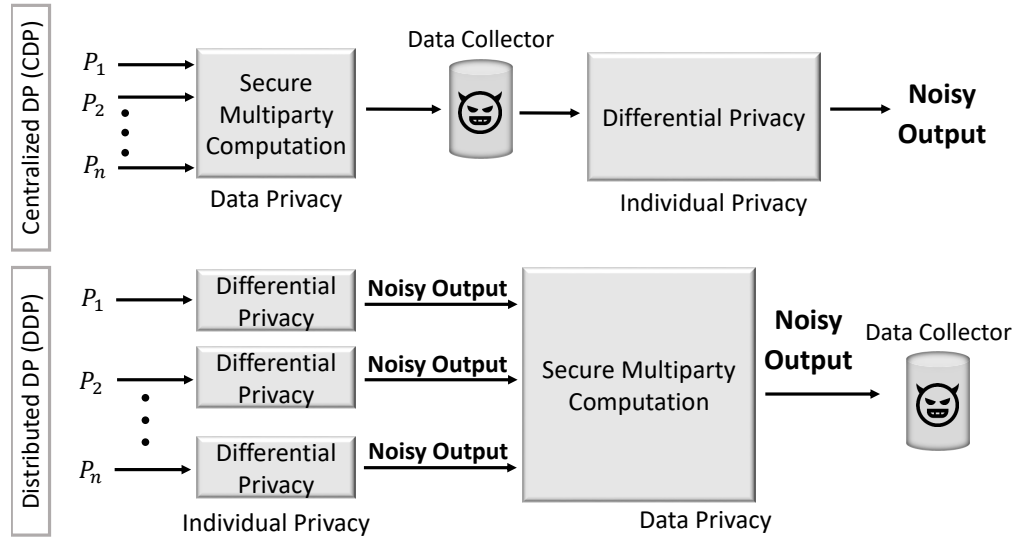 Centralized DP (CDP)
P₁
P₂
Pₙ
Secure
Multiparty
Computation
Data Privacy
Data Collector
Differential Privacy
Individual Privacy
Noisy
Output
Distributed DP (DDP)
P₁
Differential
Privacy
Noisy Output
P₂
Differential
Privacy
Noisy Output
Pₙ
Differential
Privacy
Noisy Output
Individual Privacy
Secure Multiparty
Computation
Data Privacy
Noisy
Output
Data Collector